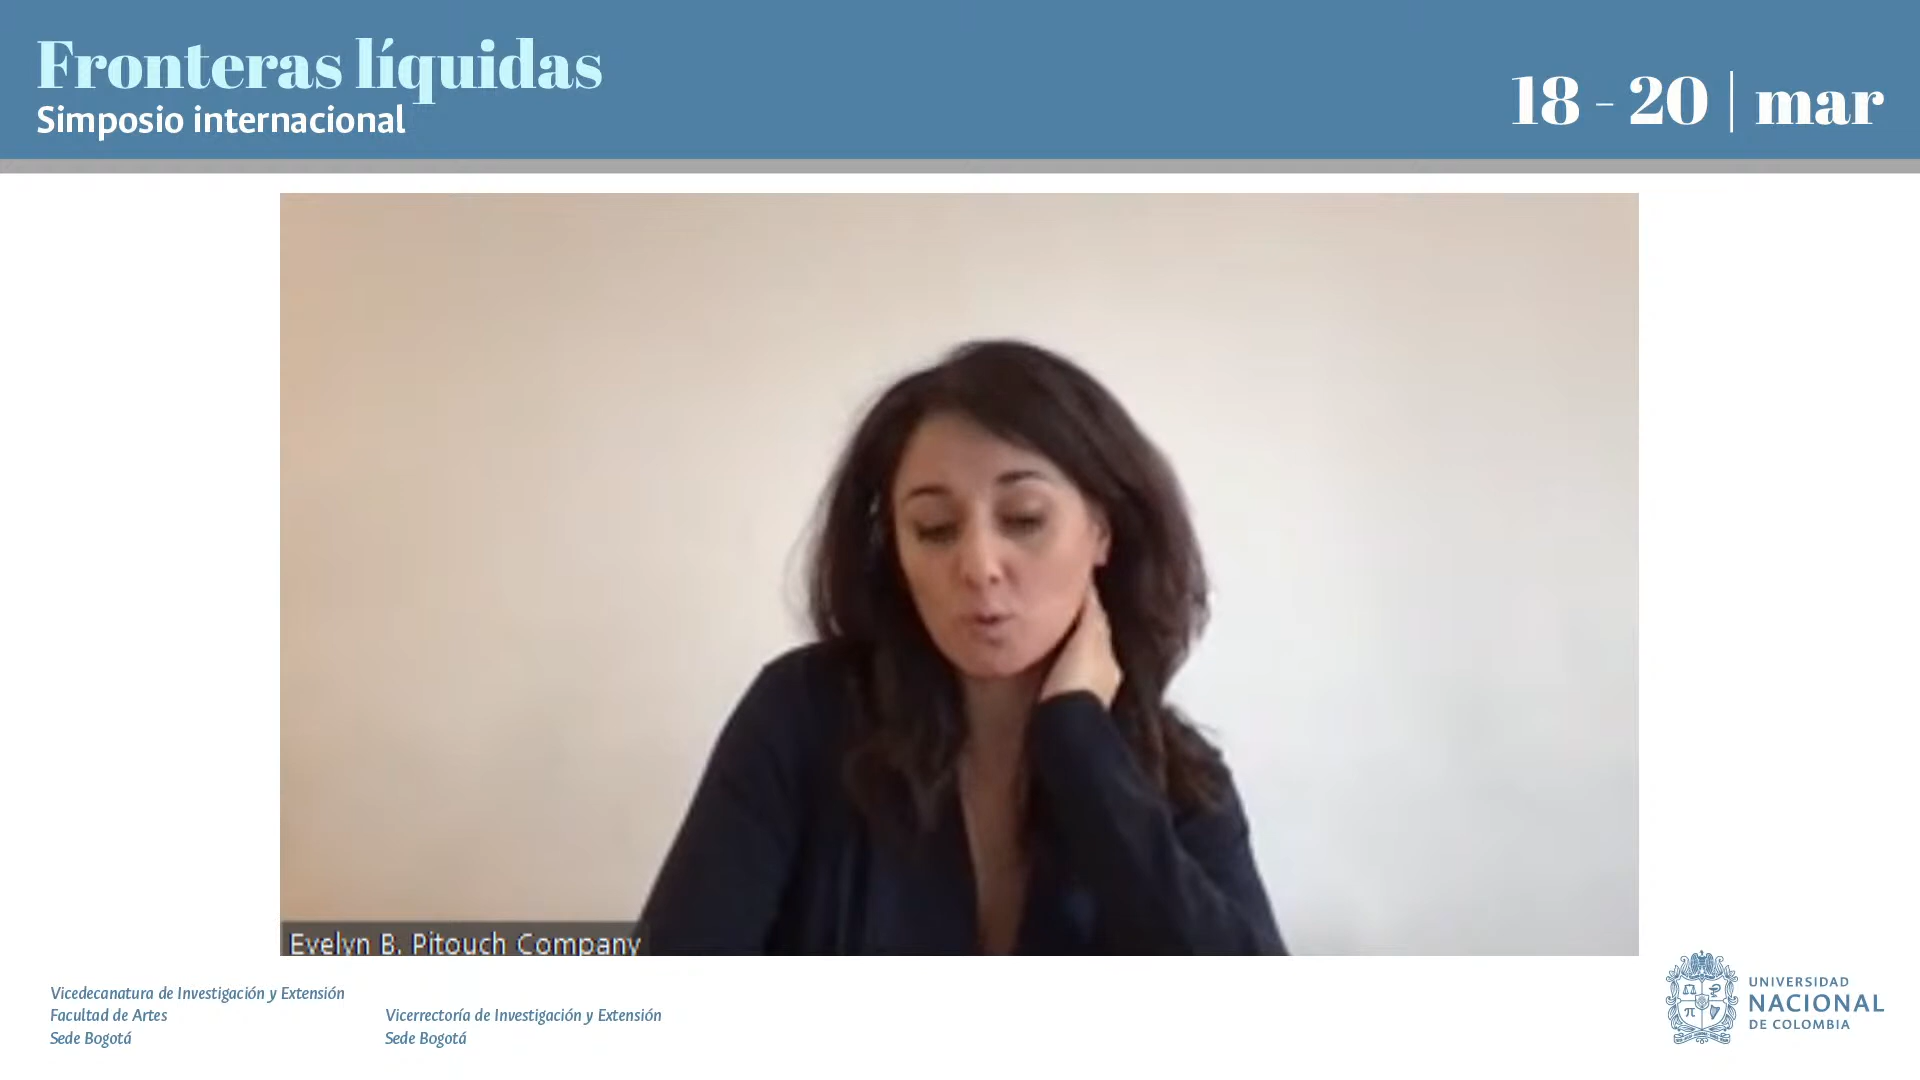 Fronteras líquidas
Simposio internacional
18 - 20 | mar
Evelyn B. Pitouch Company
Vicedecanatura de Investigación y Extensión
Facultad de Artes
Sede Bogotá
Vicerrectoría de Investigación y Extensión
Sede Bogotá
UNIVERSIDAD
NACIONAL
DE COLOMBIA